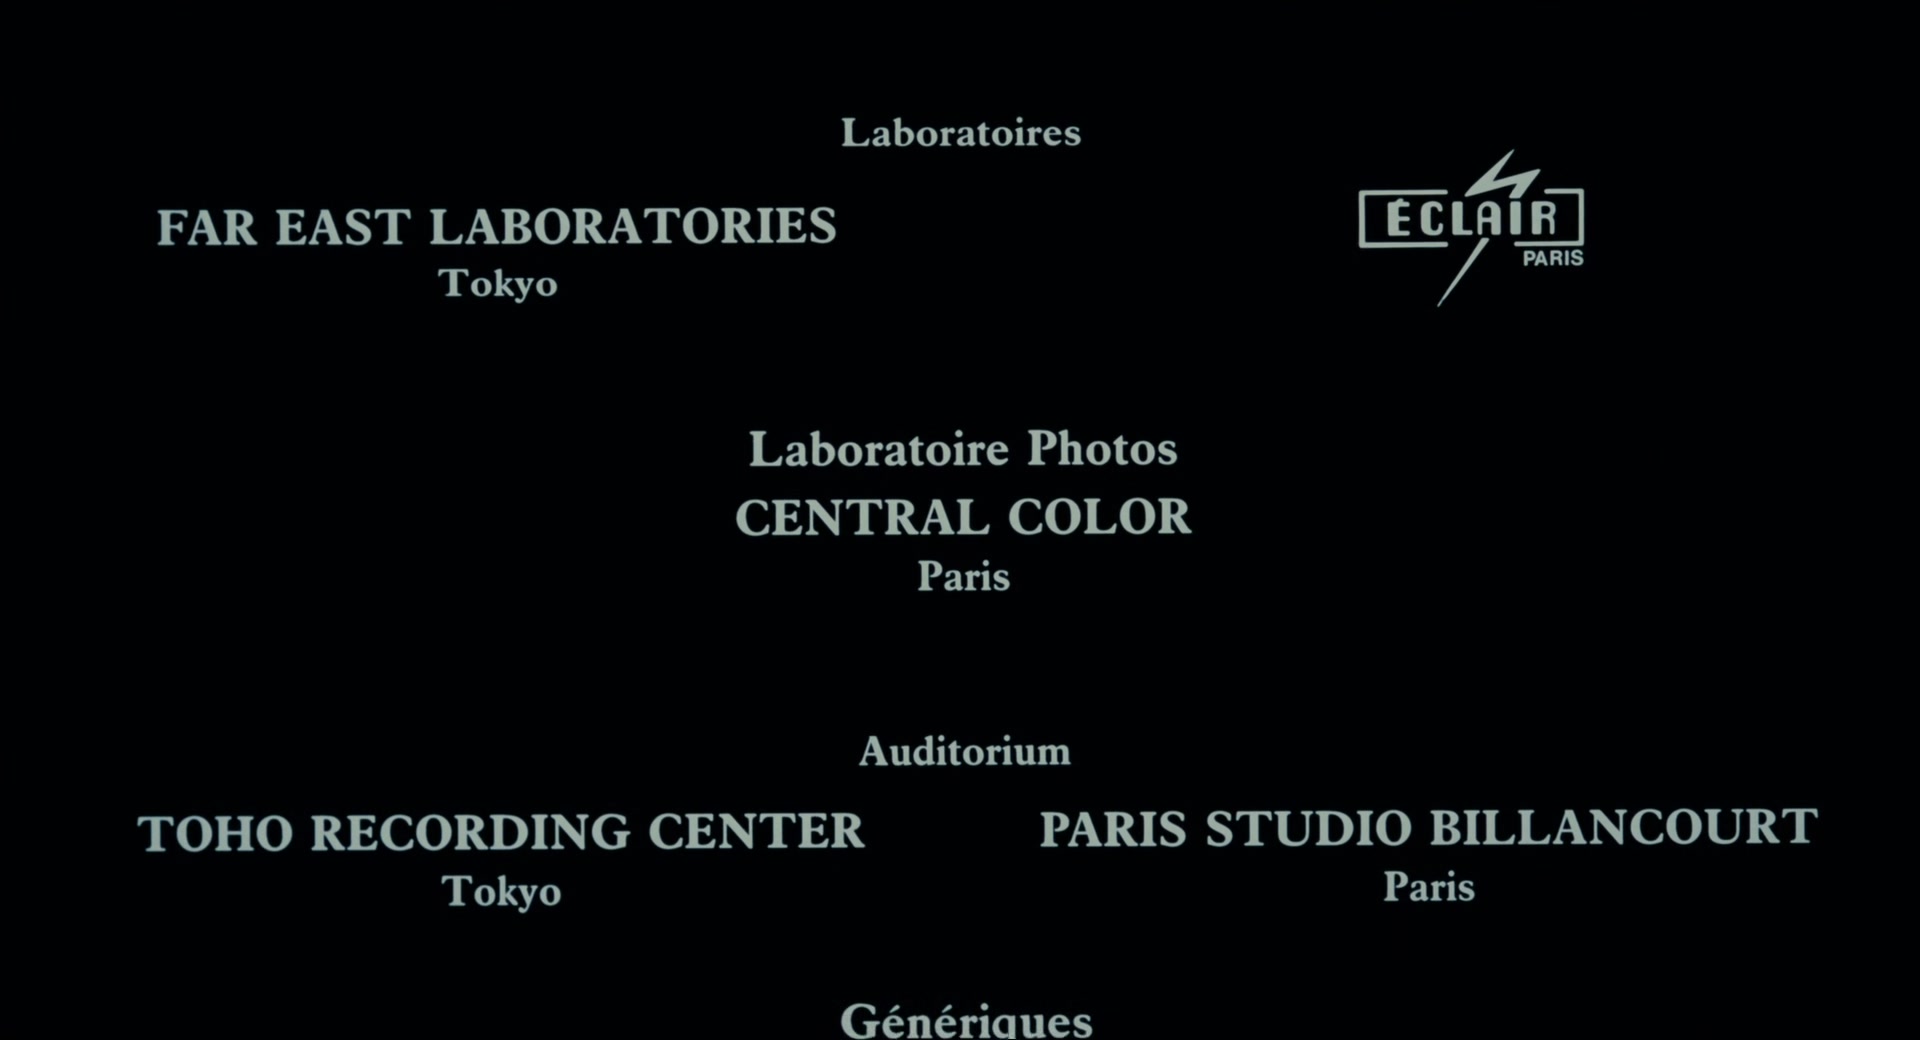 Laboratoires
FAR EAST LABORATORIES
Tokyo
ÉCLAIR
PARIS
Laboratoire Photos
CENTRAL COLOR
Paris
Auditorium
TOHO RECORDING CENTER
Tokyo
PARIS STUDIO BILLANCOURT
Paris
Génériques